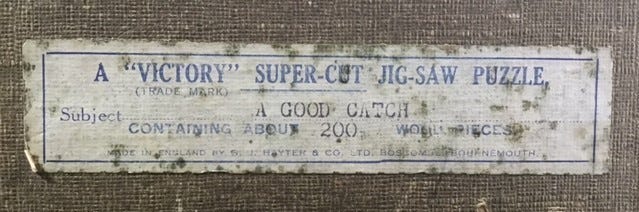 A "VICTORY" SUPER-CUT JIG-SAW PUZZLE,
(TRADE MARK)
Subject A GOOD CATCH
CONTAINING ABOUT 200 WOOD PIECES
MADE IN ENGLAND BY G. J. HAYTER & CO. LTD. BOSCOMBE BOURNEMOUTH.